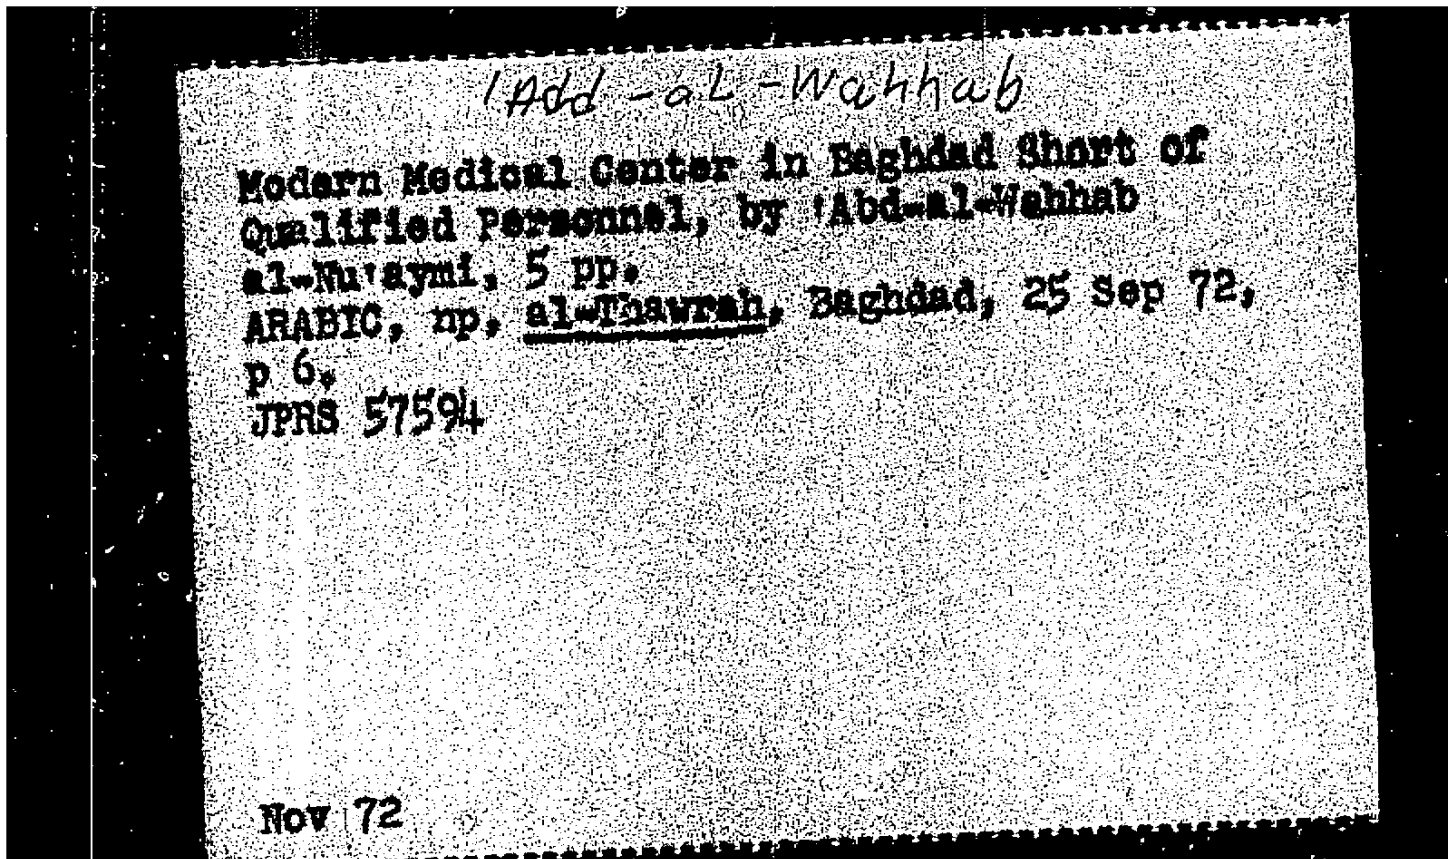 'Add-al-Wahhab
Modern Medical Center in Baghdad Short of
Qualified Personnel, by 'Abd-al-Wahhab
al-Nu'aymi, 5 pp.
ARABIC, np, al-Thawrah, Baghdad, 25 Sep 72,
p 6.
JPRS 57594
Nov 72